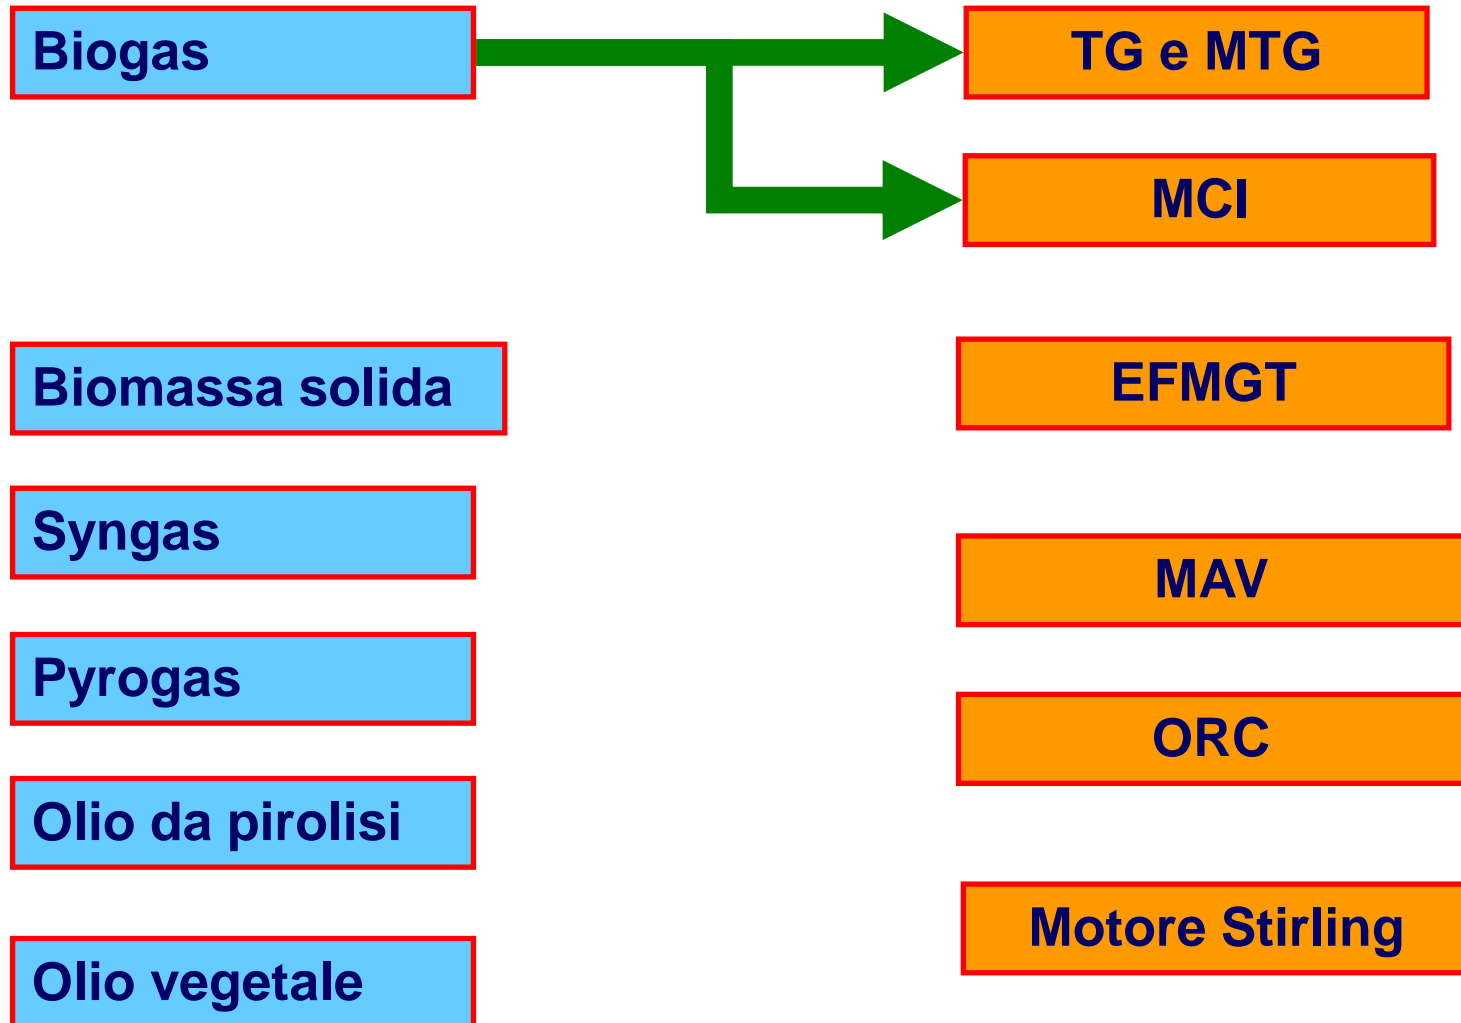 Biogas
TG e MTG
MCI
Biomassa solida
EFMGT
Syngas
MAV
Pyrogas
ORC
Olio da pirolisi
Motore Stirling
Olio vegetale